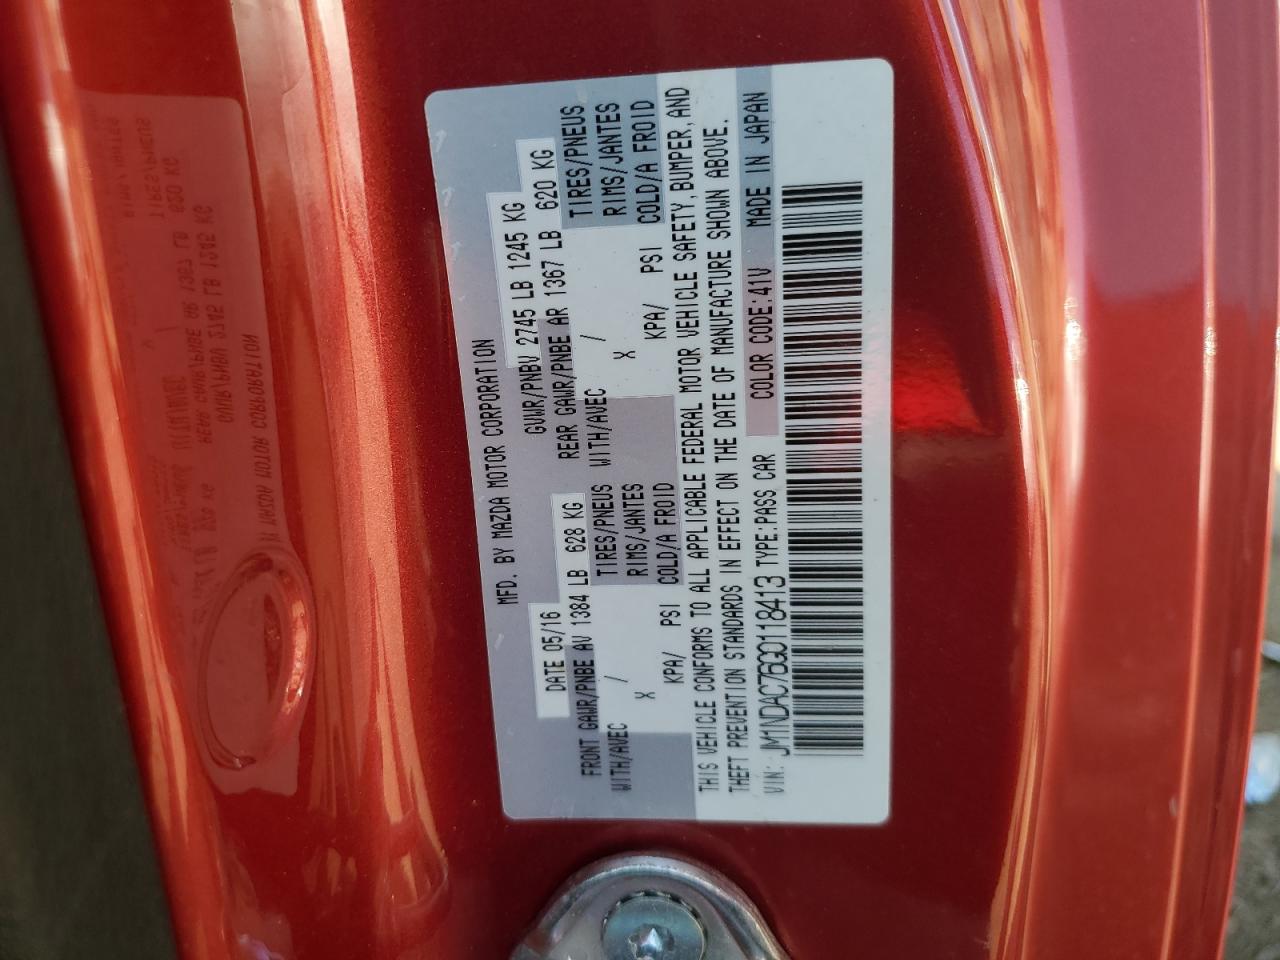 MFD. BY MAZDA MOTOR CORPORATION
DATE 05/16 GVWR/PNBV 2745 LB 1245 KG
FRONT GAWR/PNBE AV 1384 LB 628 KG REAR GAWR/PNBE AR 1367 LB 620 KG
WITH/AVEC / TIRES/PNEUS WITH/AVEC / TIRES/PNEUS
X RIMS/JANTES X RIMS/JANTES
KPA/ PSI COLD/A FROID KPA/ PSI COLD/A FROID
THIS VEHICLE CONFORMS TO ALL APPLICABLE FEDERAL MOTOR VEHICLE SAFETY, BUMPER, AND
THEFT PREVENTION STANDARDS IN EFFECT ON THE DATE OF MANUFACTURE SHOWN ABOVE.
VIN: JM1NDAC76G0118413 TYPE:PASS CAR COLOR CODE:41V MADE IN JAPAN